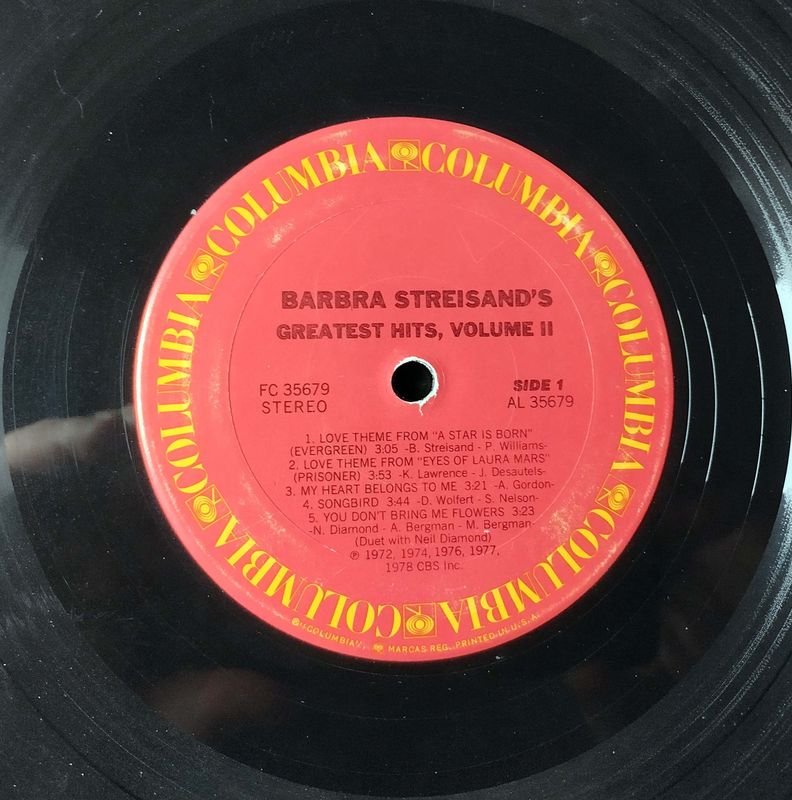 COLUMBIA COLUMBIA COLUMBIA COLUMBIA COLUMBIA COLUMBIA COLUMBIA
BARBRA STREISAND'S
GREATEST HITS, VOLUME II
FC 35679
STEREO
SIDE 1
AL 35679
1. LOVE THEME FROM "A STAR IS BORN"
(EVERGREEN) 3:05 -B. Streisand - P. Williams-
2. LOVE THEME FROM "EYES OF LAURA MARS"
(PRISONER) 3:53 -K. Lawrence - J. Desautels-
3. MY HEART BELONGS TO ME 3:21 -A. Gordon-
4. SONGBIRD 3:44 -D. Wolfert - S. Nelson-
5. YOU DON'T BRING ME FLOWERS 3:23
-N. Diamond - A. Bergman - M. Bergman-
(Duet with Neil Diamond)
℗ 1972, 1974, 1976, 1977,
1978 CBS Inc.
"COLUMBIA", MARCAS REG. PRINTED IN U.S.A.